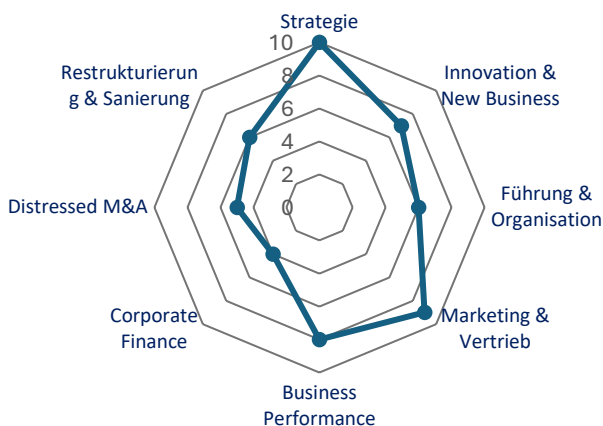 Strategie
10
8
6
4
2
0
Innovation &
New Business
Führung &
Organisation
Marketing &
Vertrieb
Business
Performance
Corporate
Finance
Distressed M&A
Restrukturierun
g & Sanierung